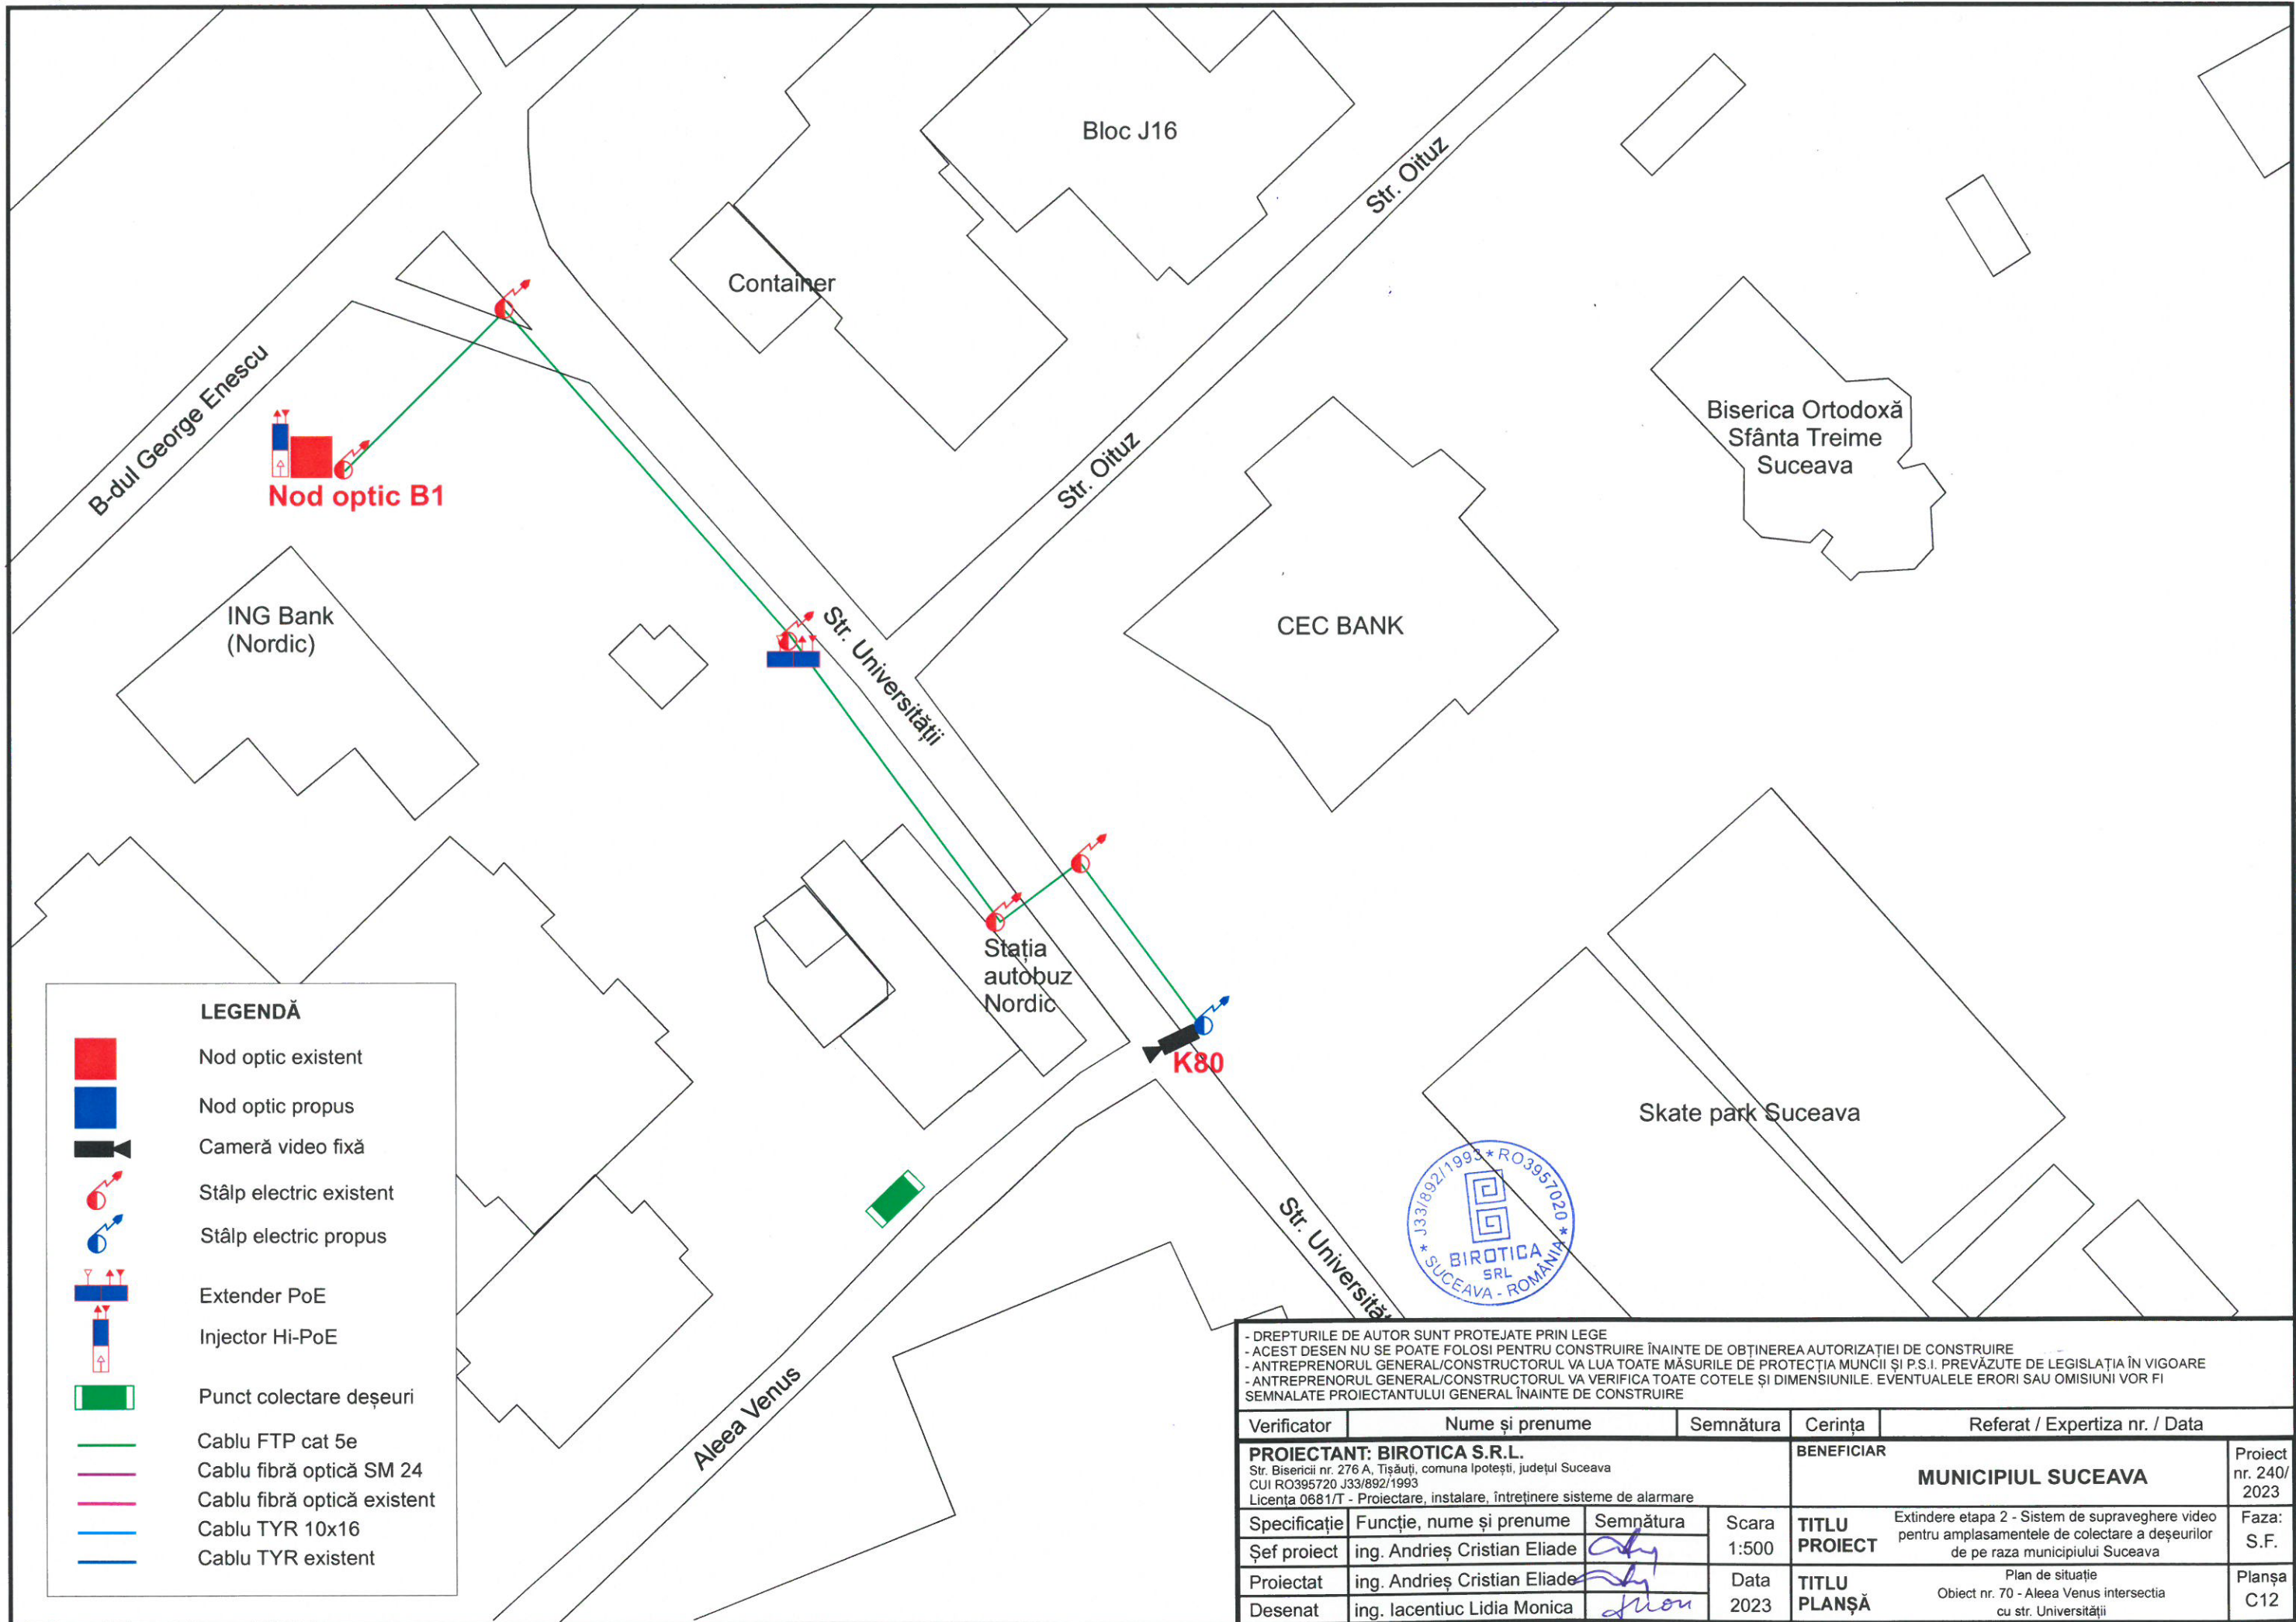 Bloc J16
Str. Oituz
Container
B-dul George Enescu
Biserica Ortodoxă
Sfânta Treime
Suceava
Str. Oituz
Nod optic B1
ING Bank
(Nordic)
CEC BANK
Str. Universității
Stația
autobuz
Nordic
K80
Skate park Suceava
Str. Universităt
Aleea Venus
LEGENDĂ
Nod optic existent
Nod optic propus
Cameră video fixă
Stâlp electric existent
Stâlp electric propus
Extender PoE
Injector Hi-PoE
Punct colectare deșeuri
Cablu FTP cat 5e
Cablu fibră optică SM 24
Cablu fibră optică existent
Cablu TYR 10x16
Cablu TYR existent
* J33/892/1993 * RO3957020 *
BIROTICA
SRL
SUCEAVA - ROMÂNIA
- DREPTURILE DE AUTOR SUNT PROTEJATE PRIN LEGE
- ACEST DESEN NU SE POATE FOLOSI PENTRU CONSTRUIRE ÎNAINTE DE OBȚINEREA AUTORIZAȚIEI DE CONSTRUIRE
- ANTREPRENORUL GENERAL/CONSTRUCTORUL VA LUA TOATE MĂSURILE DE PROTECȚIA MUNCII ȘI P.S.I. PREVĂZUTE DE LEGISLAȚIA ÎN VIGOARE
- ANTREPRENORUL GENERAL/CONSTRUCTORUL VA VERIFICA TOATE COTELE ȘI DIMENSIUNILE. EVENTUALELE ERORI SAU OMISIUNI VOR FI
SEMNALATE PROIECTANTULUI GENERAL ÎNAINTE DE CONSTRUIRE
Verificator Nume și prenume Semnătura Cerința Referat / Expertiza nr. / Data
PROIECTANT: BIROTICA S.R.L.
Str. Bisericii nr. 276 A, Tișăuți, comuna Ipotești, județul Suceava
CUI RO395720 J33/892/1993
Licența 0681/T - Proiectare, instalare, întreținere sisteme de alarmare
BENEFICIAR
MUNICIPIUL SUCEAVA
Proiect
nr. 240/
2023
Specificație Funcție, nume și prenume Semnătura Scara
1:500
Șef proiect ing. Andrieș Cristian Eliade
Proiectat ing. Andrieș Cristian Eliade
Desenat ing. Iacentiuc Lidia Monica
Data
2023
TITLU
PROIECT
Extindere etapa 2 - Sistem de supraveghere video
pentru amplasamentele de colectare a deșeurilor
de pe raza municipiului Suceava
Faza:
S.F.
TITLU
PLANȘĂ
Plan de situație
Obiect nr. 70 - Aleea Venus intersectia
cu str. Universității
Planșa
C12